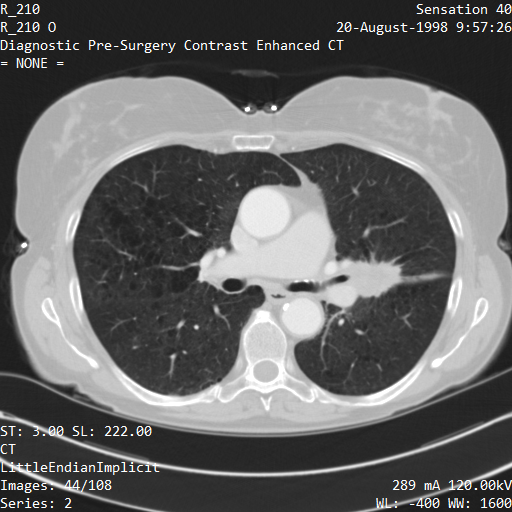 R_210
Sensation 40
R_210 O
20-August-1998 9:57:26
Diagnostic Pre-Surgery Contrast Enhanced CT
= NONE =
ST: 3.00 SL: 222.00
CT
LittleEndianImplicit
Images: 44/108
289 mA 120.00kV
Series: 2
WL: -400 WW: 1600